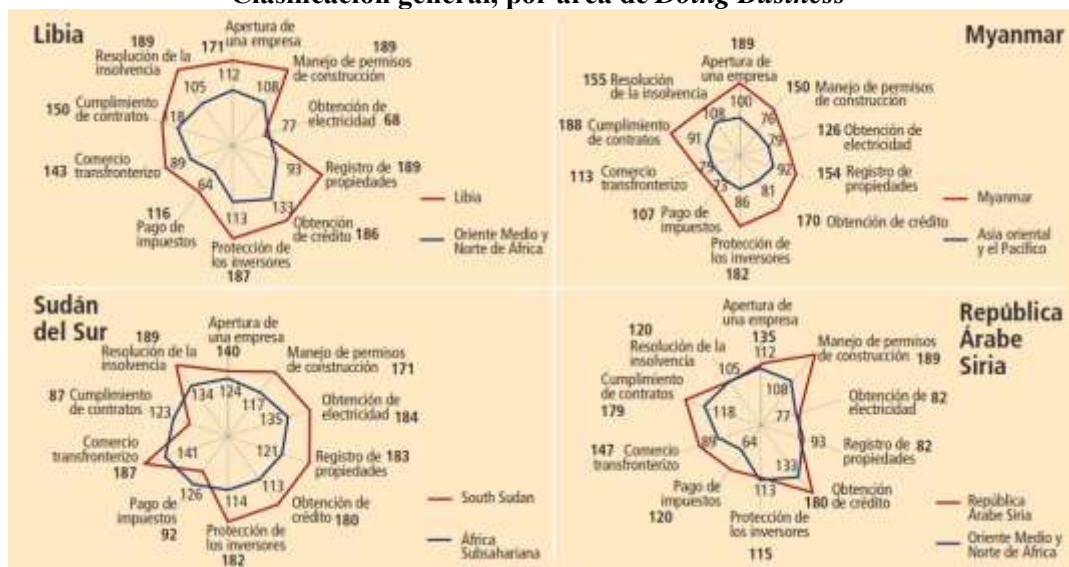 Clasificación general, por área de Doing Business
Libia
189
Resolución de la
insolvencia
171
Apertura de
una empresa
189
Manejo de permisos
de construcción
Obtención de
electricidad 68
Registro de 189
propiedades
Obtención
de crédito 186
Protección de
los inversores
187
116
Pago de
impuestos
143 Comercio
transfronterizo
150 Cumplimiento
de contratos
105
112
108
77
93
133
113
64
89
18
Libia
Oriente Medio y
Norte de África
Myanmar
189
Apertura de
una empresa
150 Manejo de permisos
de construcción
126 Obtención de
electricidad
154 Registro de
propiedades
170 Obtención de crédito
Protección de
los inversores
182
107 Pago de
impuestos
113 Comercio
transfronterizo
188 Cumplimiento
de contratos
155 Resolución
de la insolvencia
100
76
79
92
81
86
73
75
91
108
Myanmar
Asia oriental
y el Pacífico
Sudán
del Sur
189
Resolución de la
insolvencia
Apertura de
una empresa
140
Manejo de permisos
de construcción 171
Obtención de
electricidad 184
Registro de 183
propiedades
Obtención de
crédito 180
Protección de
los inversores
182
Pago de
impuestos
92
Comercio
transfronterizo
187
87 Cumplimiento
de contratos
134
124
117
135
121
113
114
126
141
123
South Sudan
África
Subsahariana
República
Árabe
Siria
120
Resolución de la
insolvencia
Apertura de
una empresa
135
Manejo de permisos
de construcción 189
Obtención de 82
electricidad
Registro de 82
propiedades
Obtención
180 de crédito
Protección de
los inversores
115
Pago de
impuestos
120
147 Comercio
transfronterizo
Cumplimiento
de contratos
179
105
112
108
77
93
133
113
64
89
118
República
Árabe Siria
Oriente Medio y
Norte de África